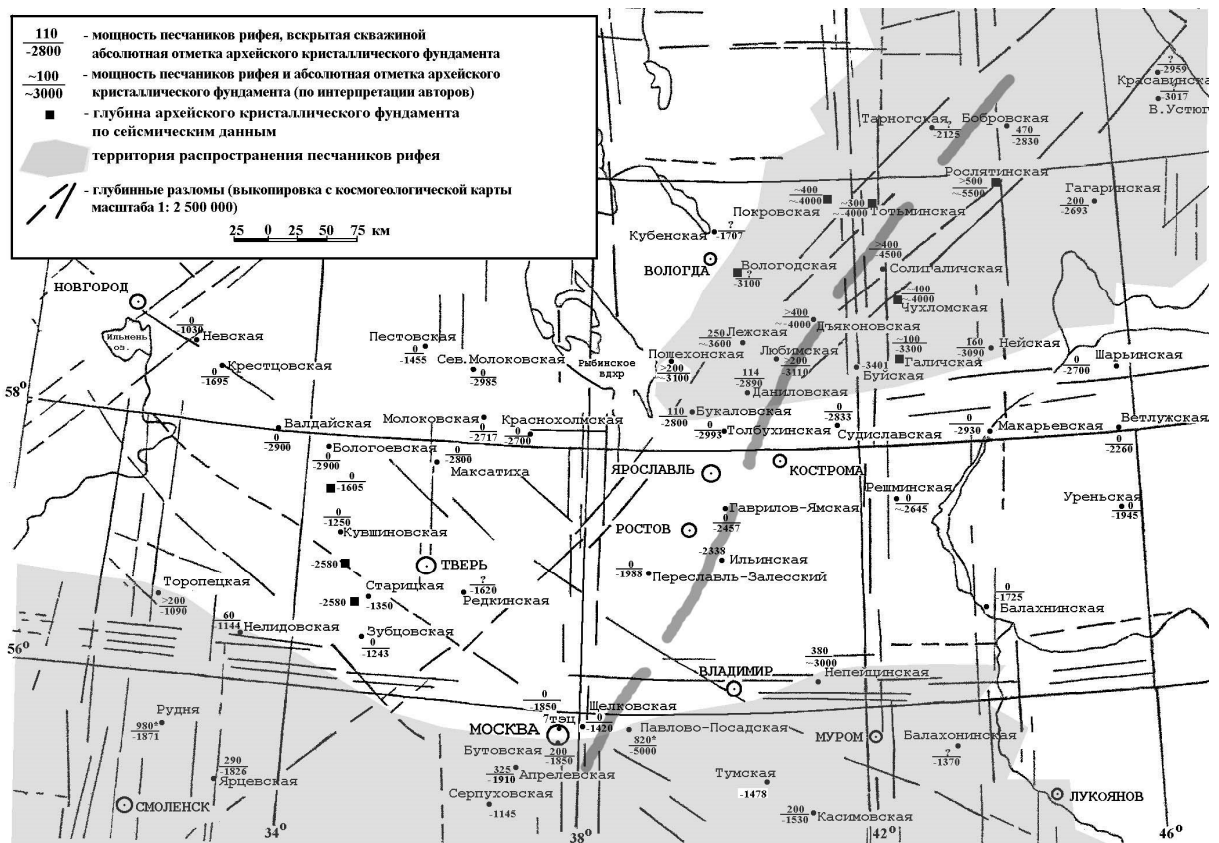 110
-2800
- мощность песчаников рифея, вскрытая скважиной
абсолютная отметка архейского кристаллического фундамента
~100
~3000
- мощность песчаников рифея и абсолютная отметка архейского
кристаллического фундамента (по интерпретации авторов)
- глубина архейского кристаллического фундамента
по сейсмическим данным
территория распространения песчаников рифея
- глубинные разломы (выкопировка с космогеологической карты
масштаба 1: 2 500 000)
25 0 25 50 75 км
?
~2959
Красавинская
?
-3017
В.Устюг
Тарногская
?
-2125
Бобровская
470
-2830
Рослятинская
>500
~5500
Гагаринская
200
-2693
~400
~4000
Покровская
~300
~4000
Тотьминская
Кубенская
?
-1707
ВОЛОГДА
Вологодская
?
-3100
>400
-4500
Солигаличская
~400
~4000
Чухломская
НОВГОРОД
Ильмень
оз.
0
-1030
Невская
Пестовская
0
-1455
Сев.Молоковская
0
-2985
Рыбинское
вдхр
>400
~4000
Дъяконовская
250
~3600
Лежская
Пошехонская
>200
~3100
Любимская
>200
-3110
~100
-3300
Галичская
160
-3090
Нейская
Шарьинская
0
-2700
Крестцовская
0
-1695
-3401
Буйская
114
-2890
Даниловская
58°
Валдайская
0
-2900
Молоковская
0
-2717
Краснохолмская
0
-2700
110
-2800
Букаловская
0
-2993
Толбухинская
0
-2833
Судиславская
0
-2930
Макарьевская
Ветлужская
0
-2260
Бологоевская
0
-2900
0
-2800
Максатиха
ЯРОСЛАВЛЬ
КОСТРОМА
0
-1605
Решминская
0
~2645
Уреньская
0
-1945
0
-1250
Кувшиновская
Гаврилов-Ямская
0
-2457
РОСТОВ
-2338
Ильинская
0
-1988
Переславль-Залесский
-2580
ТВЕРЬ
Торопецкая
>200
-1090
-2580
Старицкая
-1350
?
-1620
Редкинская
0
-1725
Балахнинская
60
-1144
Нелидовская
Зубцовская
0
-1243
56°
380
~3000
Непейцинская
ВЛАДИМИР
0
-1850
7тэц
Щелковская
0
-1420
МОСКВА
Рудня
980*
-1871
Павлово-Посадская
820*
-5000
МУРОМ
Балахонинская
?
-1370
Бутовская
200
-1850
325
-1910
Апрелевская
290
-1826
Ярцевская
Тумская
-1478
Серпуховская
-1145
СМОЛЕНСК
ЛУКОЯНОВ
200
-1530
Касимовская
34°
38°
42°
46°